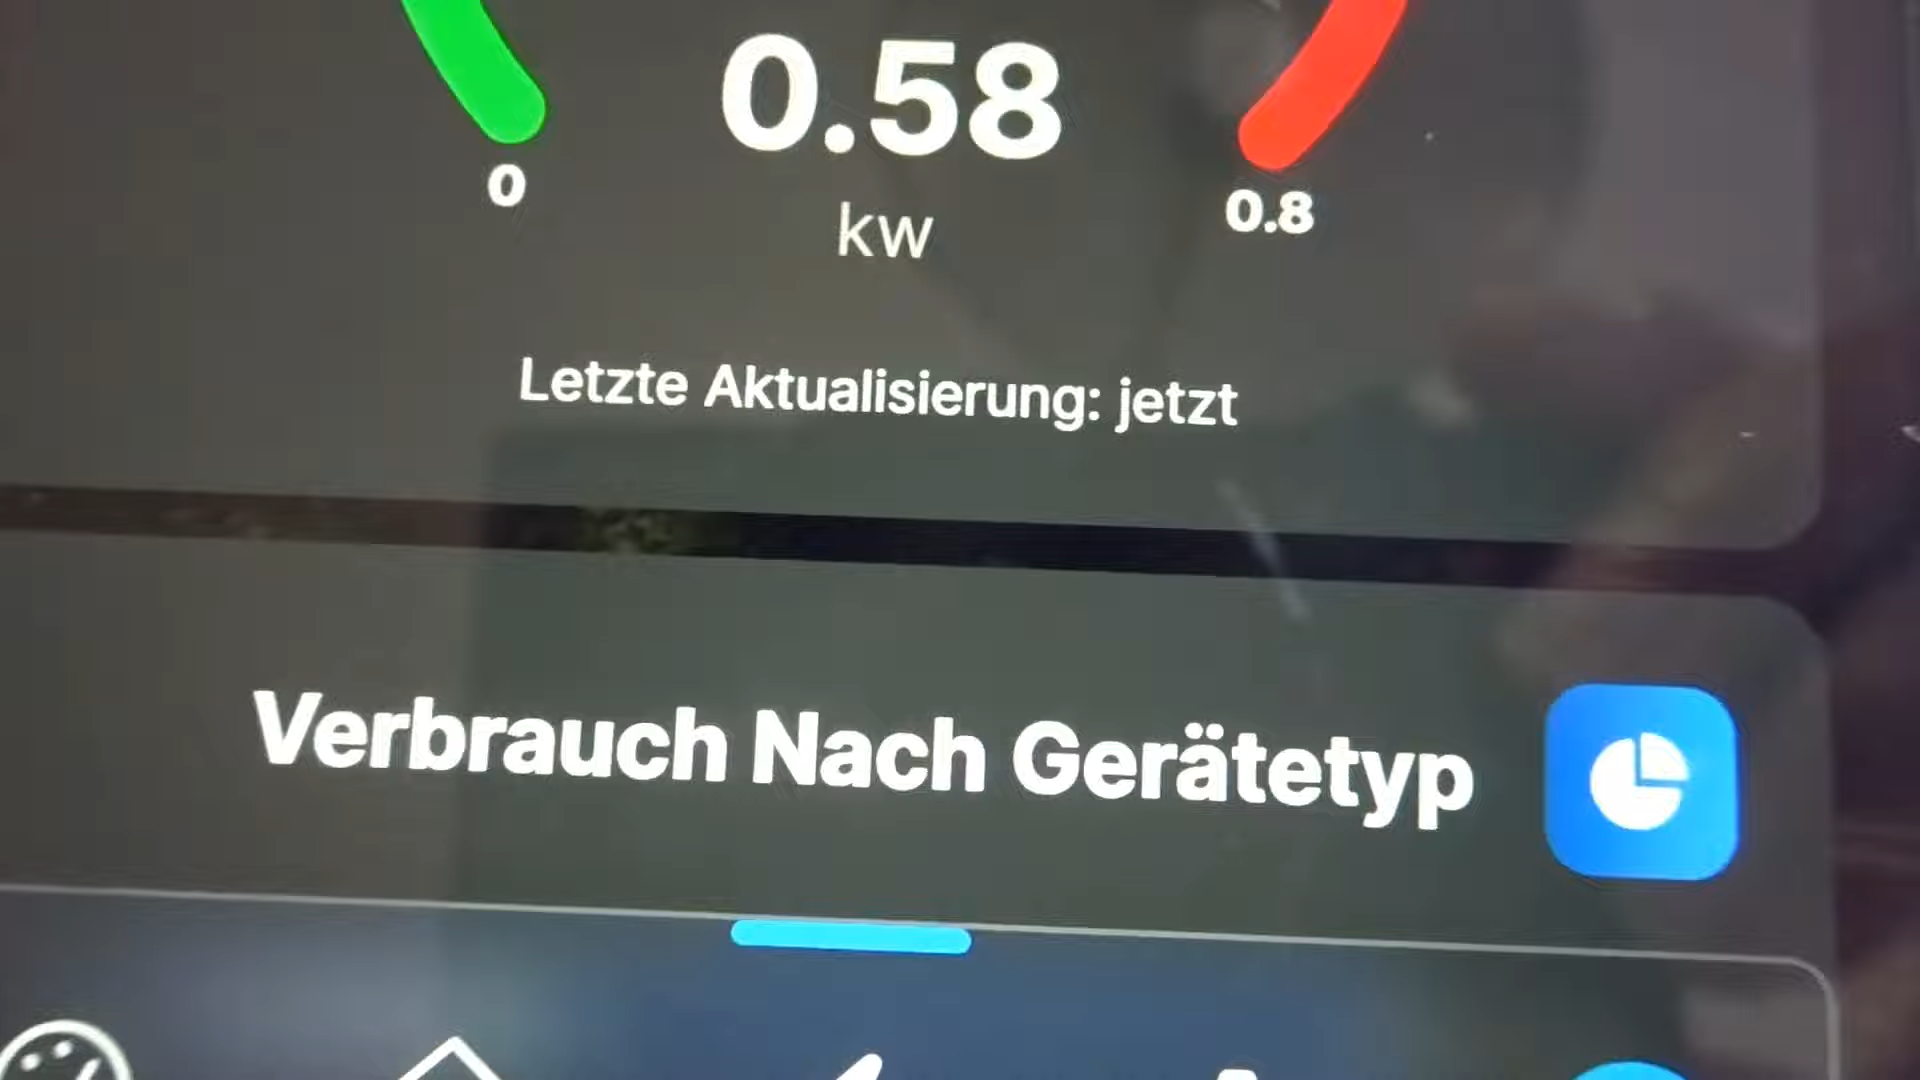 0.58
0
0.8
kw
Letzte Aktualisierung: jetzt
Verbrauch Nach Gerätetyp